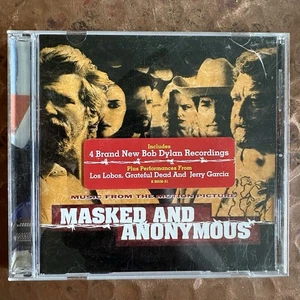 Includes
4 Brand New Bob Dylan Recordings
Plus Performances From
Los Lobos, Grateful Dead And Jerry Garcia
MUSIC FROM THE MOTION PICTURE
MASKED AND
ANONYMOUS